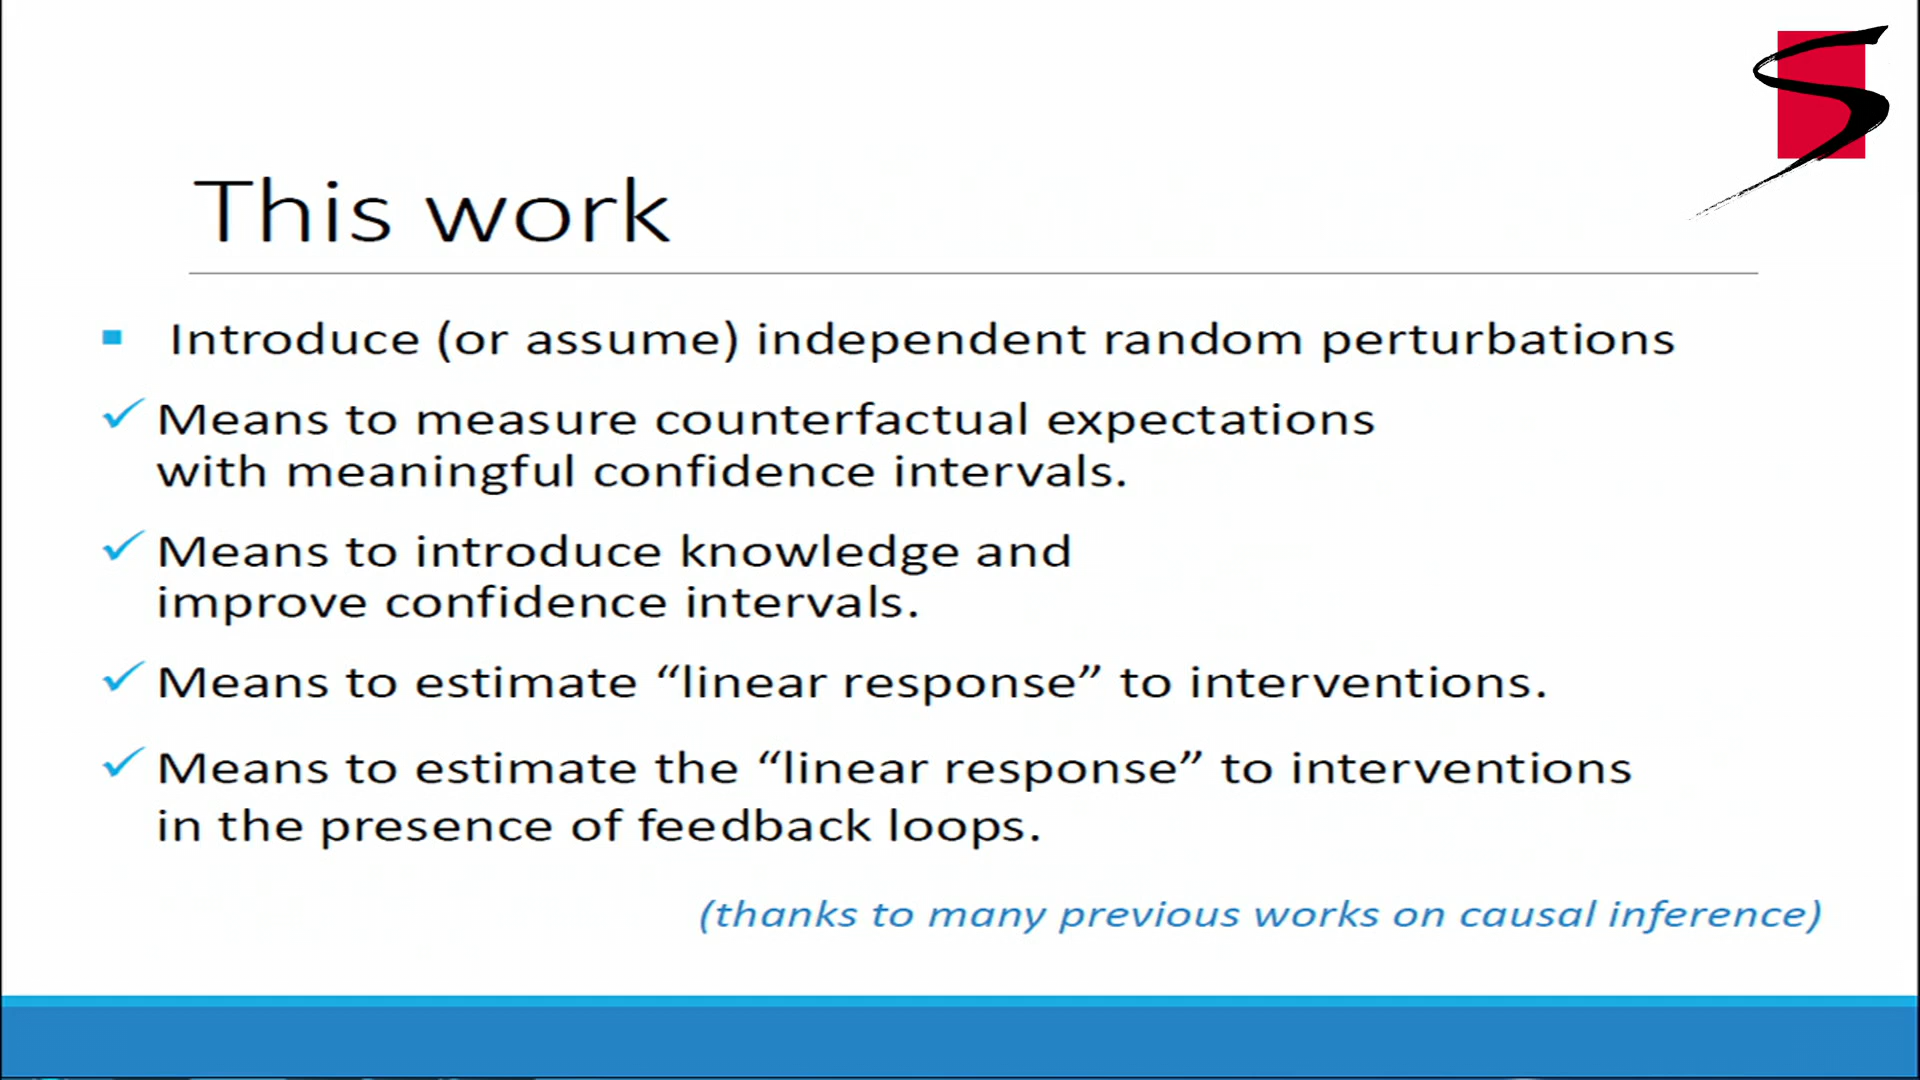 This work
Introduce (or assume) independent random perturbations
Means to measure counterfactual expectations
with meaningful confidence intervals.
Means to introduce knowledge and
improve confidence intervals.
Means to estimate “linear response” to interventions.
Means to estimate the “linear response” to interventions
in the presence of feedback loops.
(thanks to many previous works on causal inference)